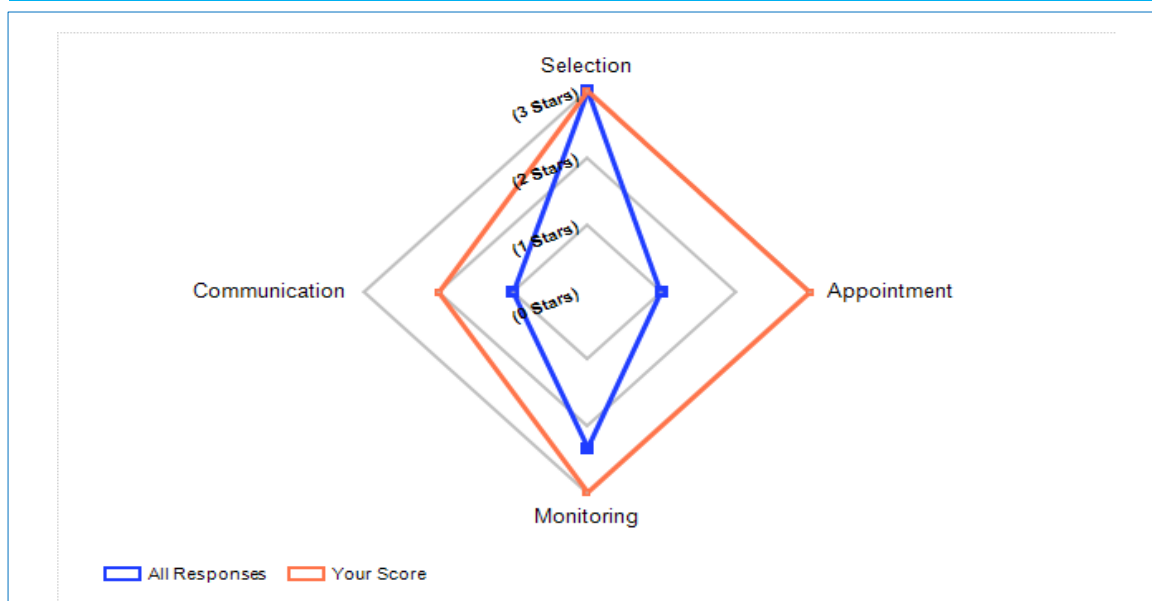 Selection
(3 Stars)
(2 Stars)
(1 Stars)
(0 Stars)
Communication
Appointment
Monitoring
All Responses
Your Score